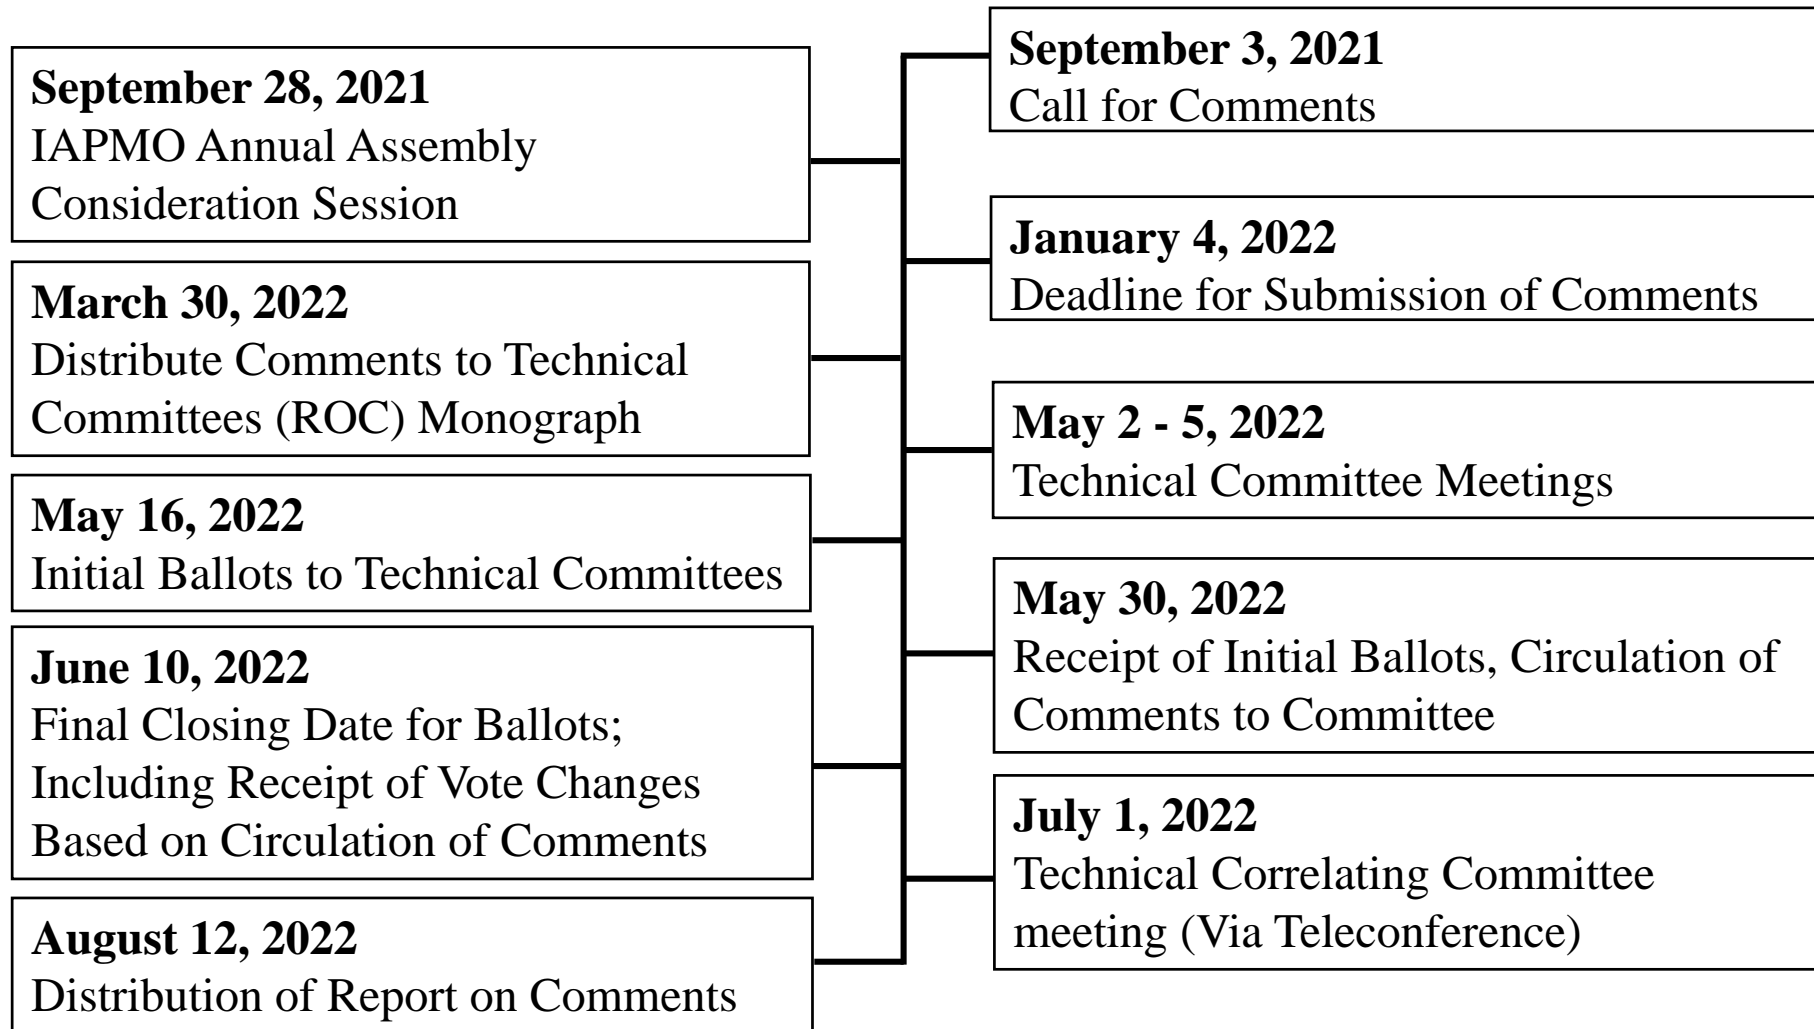 September 3, 2021
Call for Comments
September 28, 2021
IAPMO Annual Assembly
Consideration Session
January 4, 2022
Deadline for Submission of Comments
March 30, 2022
Distribute Comments to Technical
Committees (ROC) Monograph
May 2 - 5, 2022
Technical Committee Meetings
May 16, 2022
Initial Ballots to Technical Committees
May 30, 2022
Receipt of Initial Ballots, Circulation of
Comments to Committee
June 10, 2022
Final Closing Date for Ballots;
Including Receipt of Vote Changes
Based on Circulation of Comments
July 1, 2022
Technical Correlating Committee
meeting (Via Teleconference)
August 12, 2022
Distribution of Report on Comments